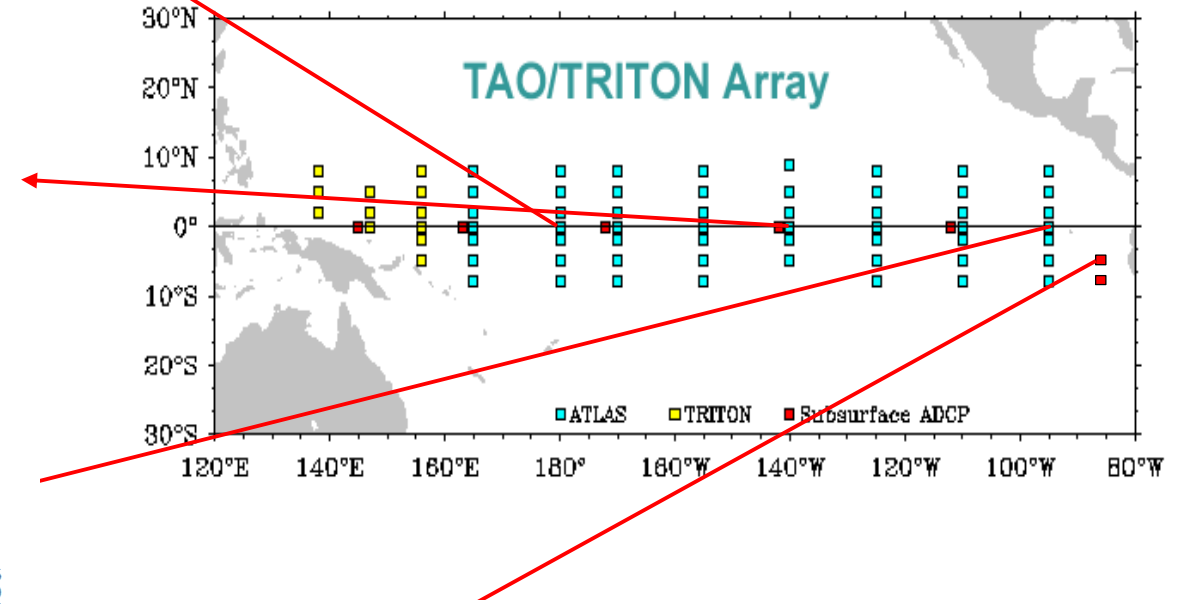 30°N
TAO/TRITON Array
20°N
10°N
0°
10°S
20°S
ATLAS TRITON Subsurface ADCP
30°S
120°E 140°E 160°E 180° 160°W 140°W 120°W 100°W 80°W